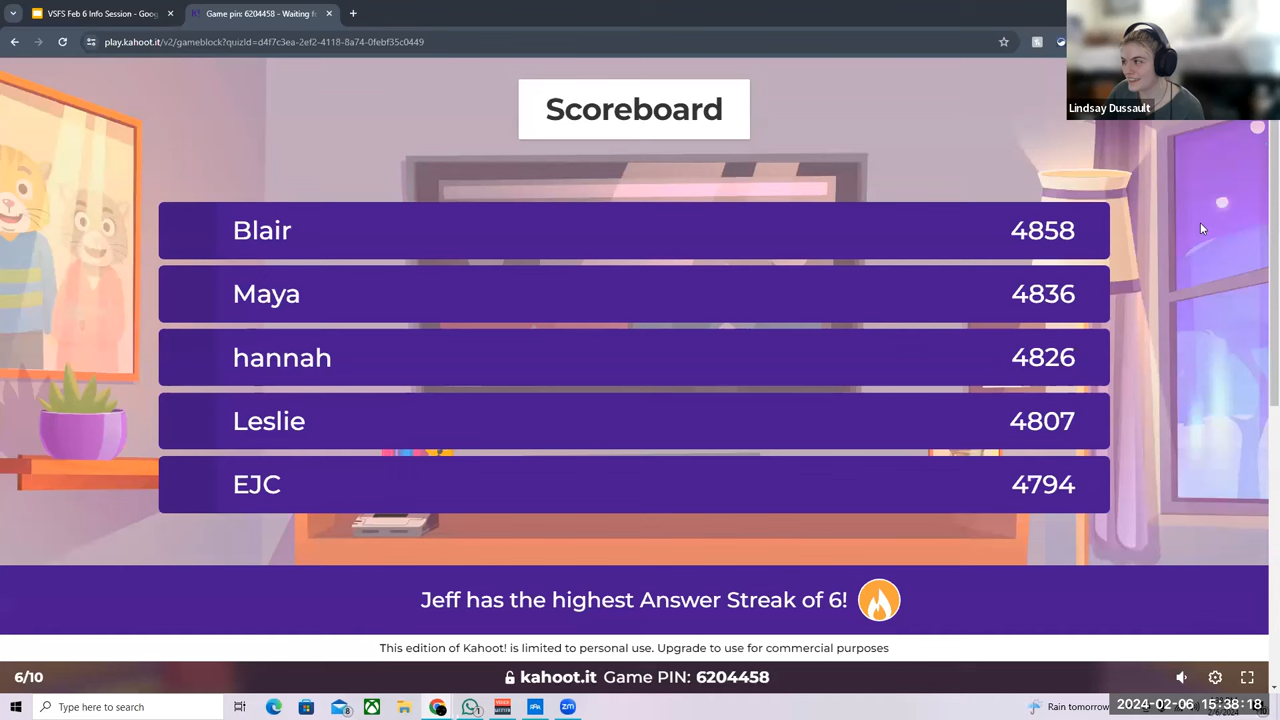 VSFS Feb 6 Info Session - Goog
Game pin: 6204458 - Waiting f
play.kahoot.it/v2/gameblock?quizId=d4f7c3ea-2ef2-4118-8a74-0febf35c0449
Lindsay Dussault
Scoreboard
Blair 4858
Maya 4836
hannah 4826
Leslie 4807
EJC 4794
Jeff has the highest Answer Streak of 6!
This edition of Kahoot! is limited to personal use. Upgrade to use for commercial purposes
6/10
kahoot.it Game PIN: 6204458
Type here to search
8
1
Rain tomorrow
2024-02-06 15:38:18